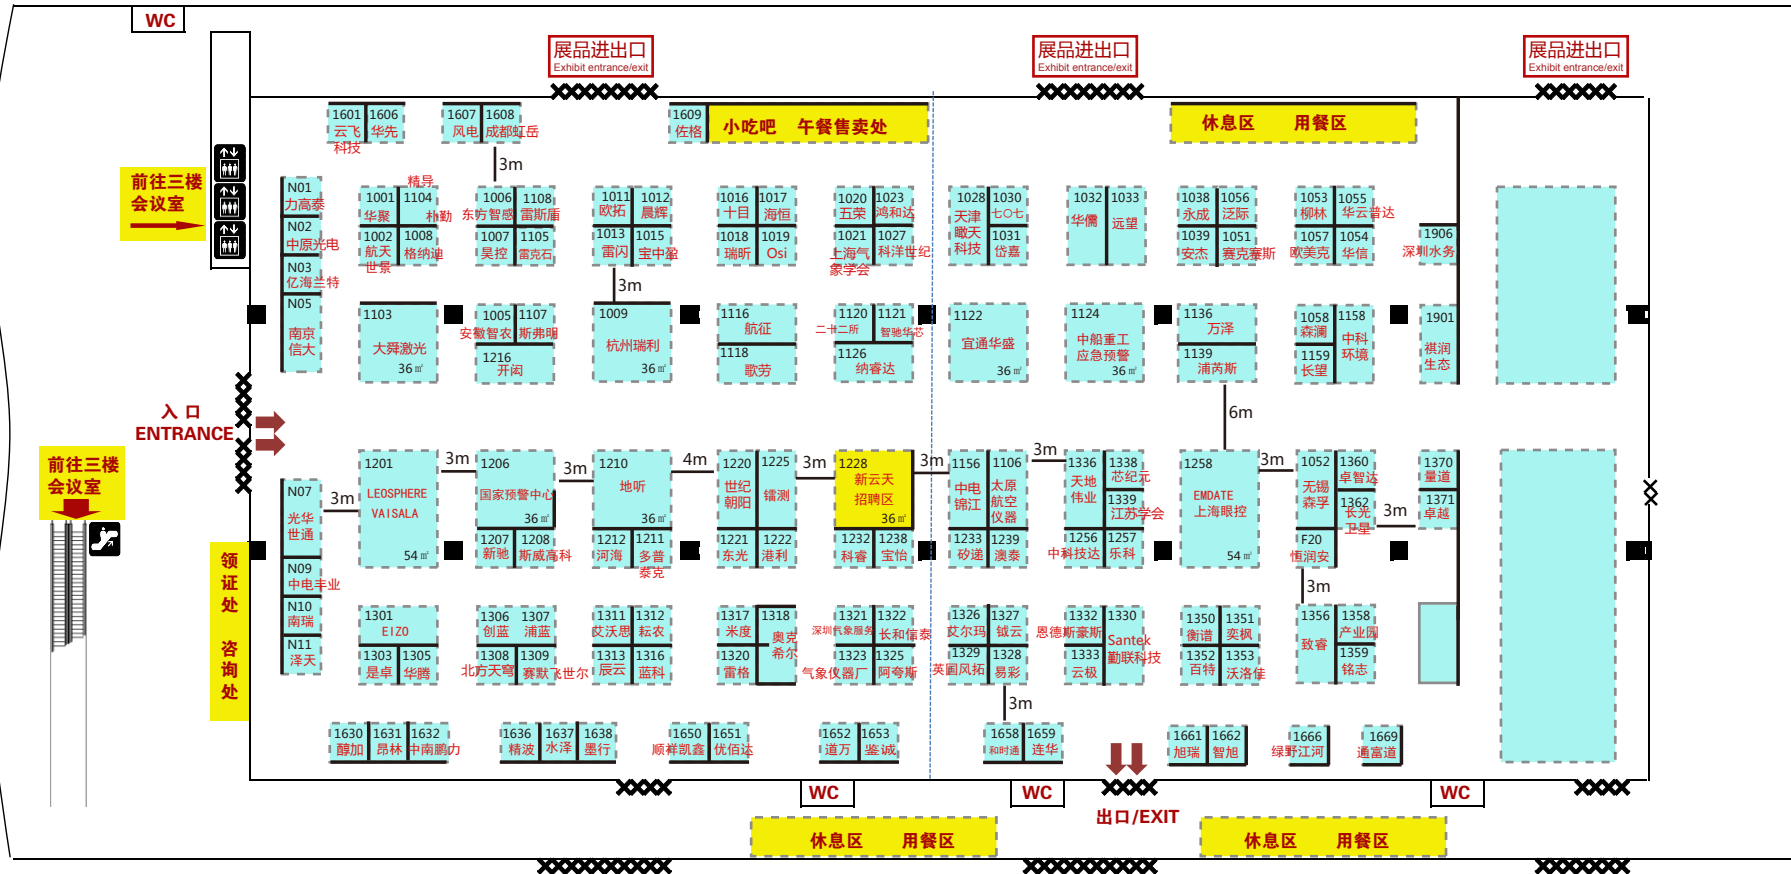 WC
展品进出口
Exhibit entrance/exit
展品进出口
Exhibit entrance/exit
展品进出口
Exhibit entrance/exit
1601 云飞科技
1606 华先
1607 风电
1608 成都虹岳
1609 佐格
小吃吧 午餐售卖处
休息区 用餐区
3m
前往三楼
会议室
N01 力高泰
N02 中原光电
N03 亿海兰特
N05 南京信大
精导
1001 华聚
1104 朴勤
1002 航天世景
1008 格纳迪
1006 东方智感
1108 雷斯盾
1007 昊控
1105 雷克石
1011 欧拓
1012 晨辉
1013 雷闪
1015 宝中盈
1016 十目
1017 海恒
1018 瑞昕
1019 Osi
1020 五荣
1023 鸿和达
1021 上海气象学会
1027 科洋世纪
1028 天津瞰天科技
1030 七〇七
1031 岱嘉
1032 华儒
1033 远望
1038 永成
1056 泛际
1039 安杰
1051 赛克塞斯
1053 柳林
1055 华云普达
1057 欧美克
1054 华信
1906 深圳水务
3m
1103 大舜激光 36㎡
1005 安徽智农
1107 斯弗明
1216 开闳
1009 杭州瑞利 36㎡
1116 航征
1118 歌劳
1120 二十二所
1121 智驰华芯
1126 纳睿达
1122 宜通华盛 36㎡
1124 中船重工应急预警 36㎡
1136 万泽
1139 浦芮斯
1058 森澜
1158 中科环境
1159 长望
1901 祺润生态
入口
ENTRANCE
6m
前往三楼
会议室
N07 光华世通
3m
1201 LEOSPHERE VAISALA 54㎡
3m
1206 国家预警中心 36㎡
3m
1210 地听 36㎡
4m
1220 世纪朝阳
1225 镭测
3m
1228 新云天招聘区 36㎡
3m
1156 中电锦江
1106 太原航空仪器
3m
1336 天地伟业
1338 芯纪元
1339 江苏学会
1258 EMDATE 上海眼控 54㎡
3m
1052 无锡森孚
1360 卓智达
1362 长光卫星
3m
1370 量道
1371 卓越
1207 新驰
1208 斯威高科
1212 河海
1211 多普泰克
1221 东光
1222 港利
1232 科睿
1238 宝怡
1233 矽递
1239 澳泰
1256 中科技达
1257 乐科
F20 恒润安
3m
领证处 咨询处
N09 中电丰业
N10 南瑞
N11 泽天
1301 EIZO
1303 是卓
1305 华腾
1306 创蓝
1307 浦蓝
1308 北方天穹
1309 赛默飞世尔
1311 艾沃思
1312 耘农
1313 辰云
1316 蓝科
1317 米度
1318 奥克希尔
1320 雷格
1321 深圳气象服务
1322 长和信泰
1323 气象仪器厂
1325 阿夸斯
1326 艾尔玛
1327 钺云
1329 英国风拓
1328 易彩
1332 恩德斯豪斯
1330 Santek 勤联科技
1333 云极
1350 衡谱
1351 奕枫
1352 百特
1353 沃洛佳
1356 致睿
1358 产业园
1359 铭志
3m
1630 醇加
1631 昂林
1632 中南鹏力
1636 精波
1637 水泽
1638 墨行
1650 顺祥凯鑫
1651 优佰达
1652 道万
1653 鉴诚
1658 和时通
1659 连华
1661 旭瑞
1662 智旭
1666 绿野江河
1669 通富道
WC
WC
WC
出口/EXIT
休息区 用餐区
休息区 用餐区